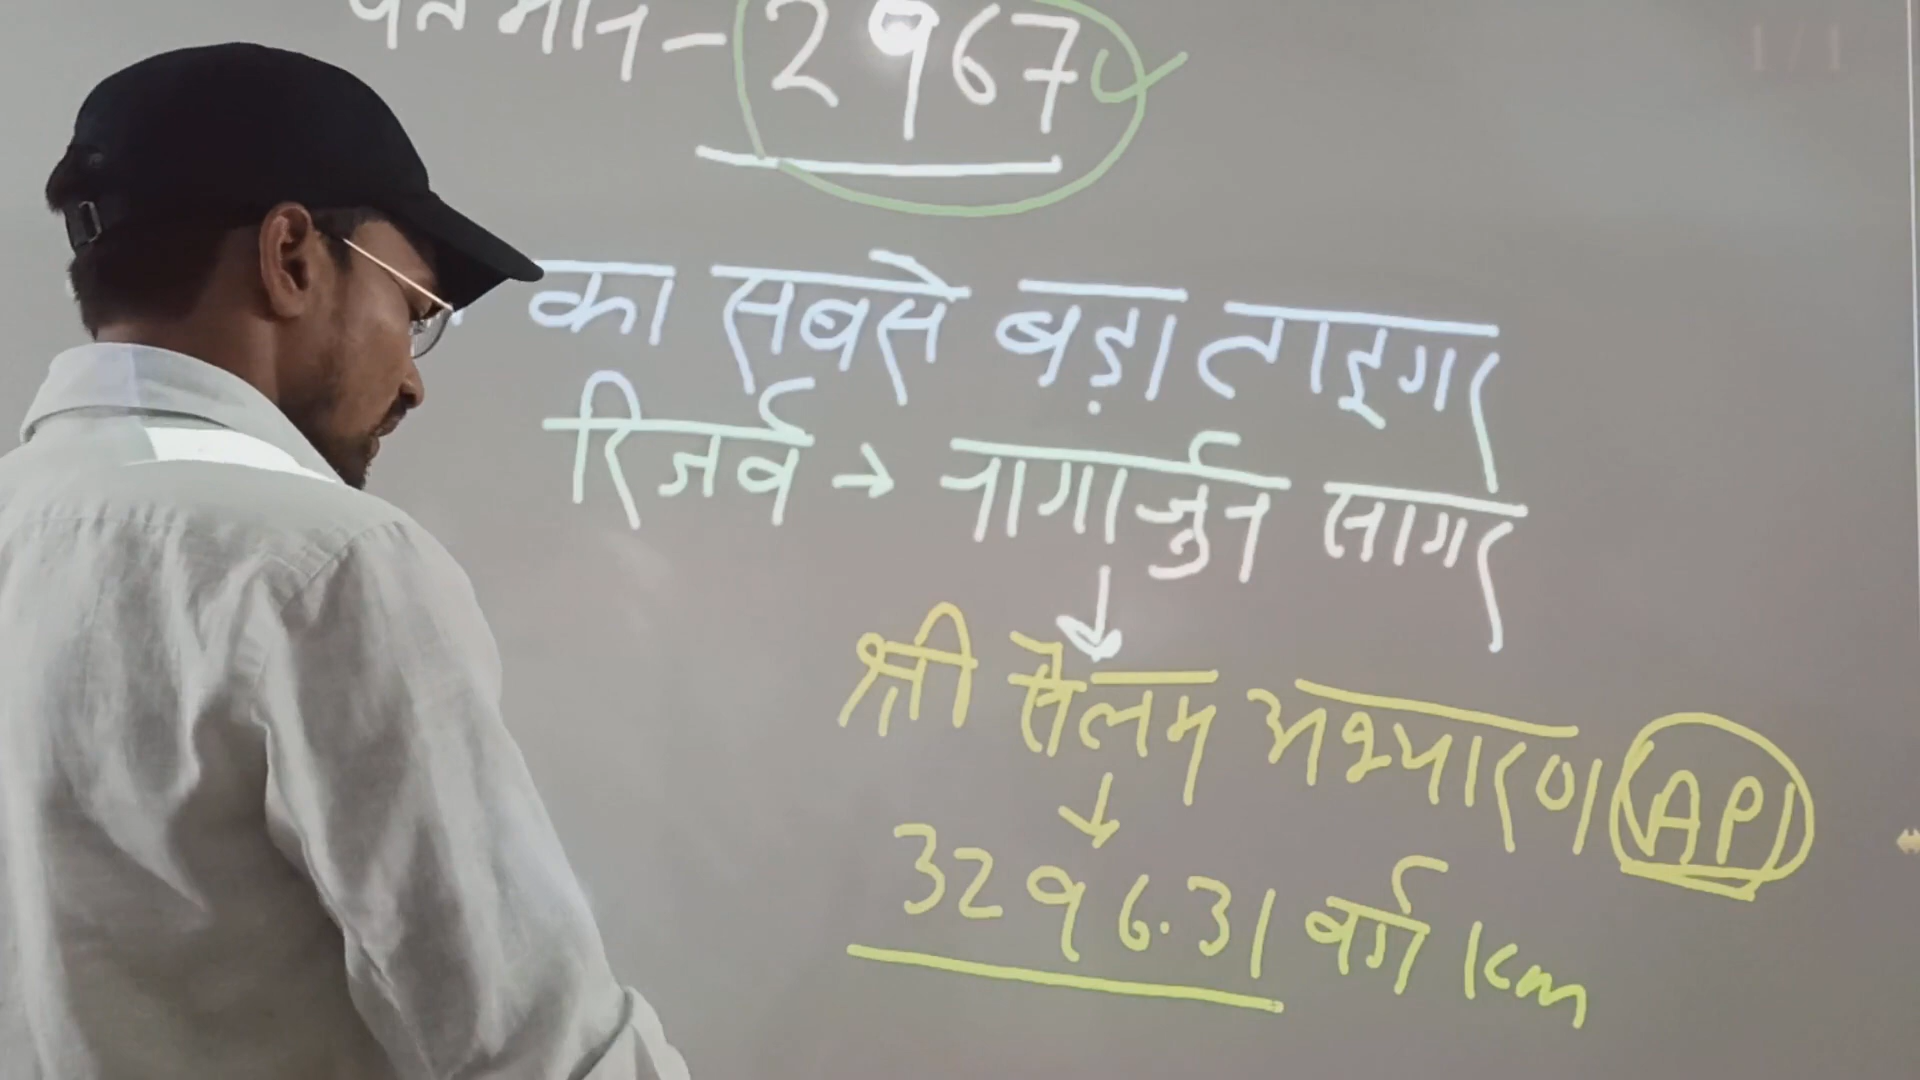 वर्तमान - 2967
का सबसे बड़ा टाइगर
रिजर्व → नागार्जुन सागर
श्री सैलम अभ्यारण (AP)
3296.31 वर्ग km